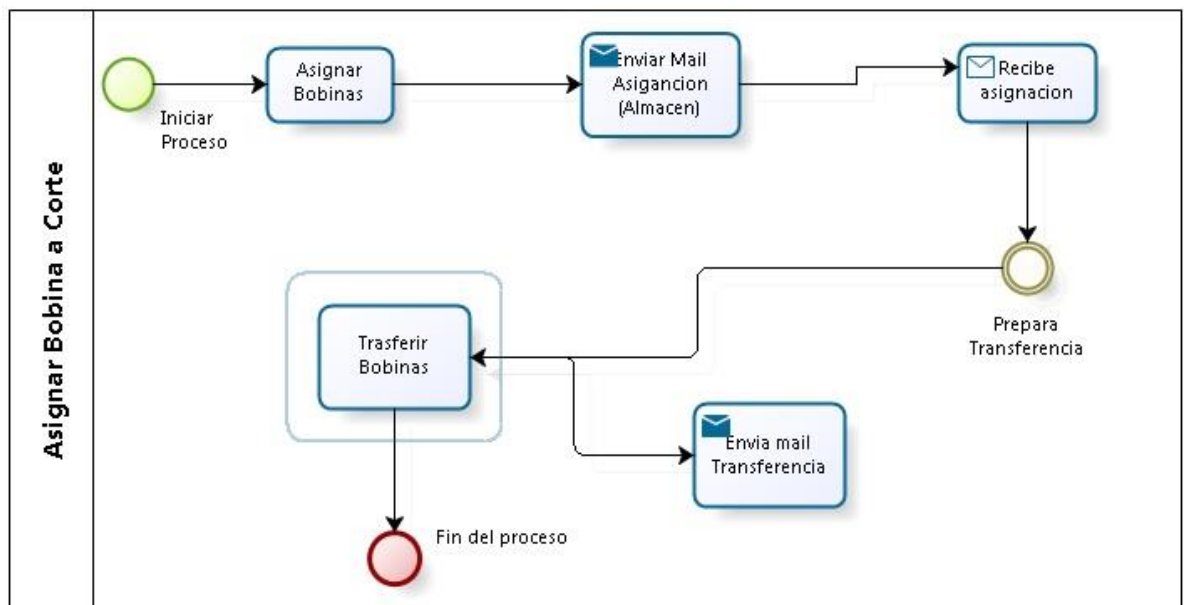 Asignar Bobina a Corte
Iniciar
Proceso
Asignar
Bobinas
Enviar Mail
Asigancion
(Almacen)
Recibe
asignacion
Prepara
Transferencia
Trasferir
Bobinas
Envia mail
Transferencia
Fin del proceso